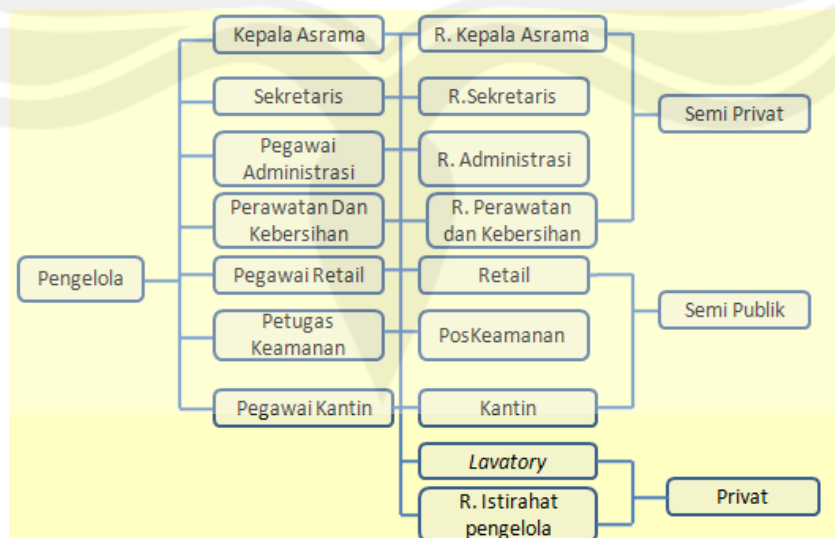 Kepala Asrama
R. Kepala Asrama
Sekretaris
R.Sekretaris
Semi Privat
Pegawai
Administrasi
R. Administrasi
Perawatan Dan
Kebersihan
R. Perawatan
dan Kebersihan
Pengelola
Pegawai Retail
Retail
Semi Publik
Petugas
Keamanan
PosKeamanan
Pegawai Kantin
Kantin
Lavatory
Privat
R. Istirahat
pengelola